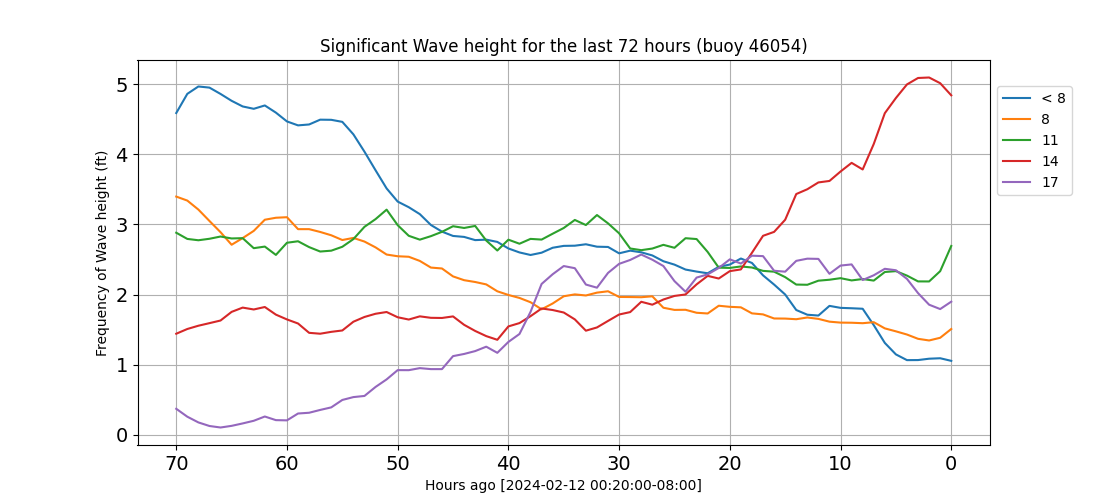 Significant Wave height for the last 72 hours (buoy 46054)
Frequency of Wave height (ft)
5
4
3
2
1
0
70 60 50 40 30 20 10 0
Hours ago [2024-02-12 00:20:00-08:00]
< 8
8
11
14
17